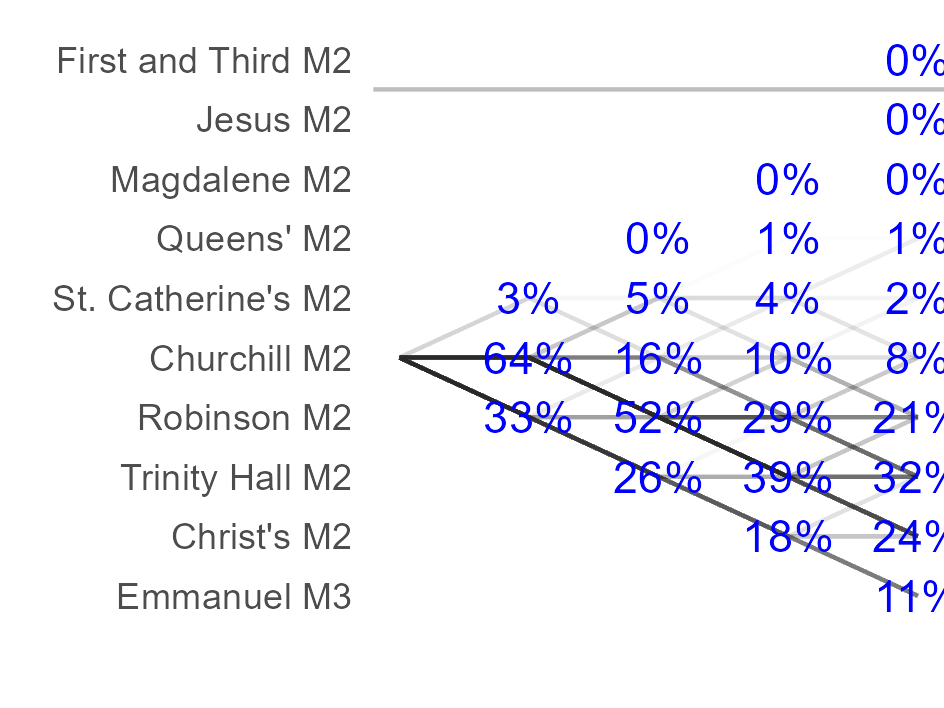 First and Third M2 0%
Jesus M2 0%
Magdalene M2 0% 0%
Queens' M2 0% 1% 1%
St. Catherine's M2 3% 5% 4% 2%
Churchill M2 64% 16% 10% 8%
Robinson M2 33% 52% 29% 21%
Trinity Hall M2 26% 39% 32%
Christ's M2 18% 24%
Emmanuel M3 11%